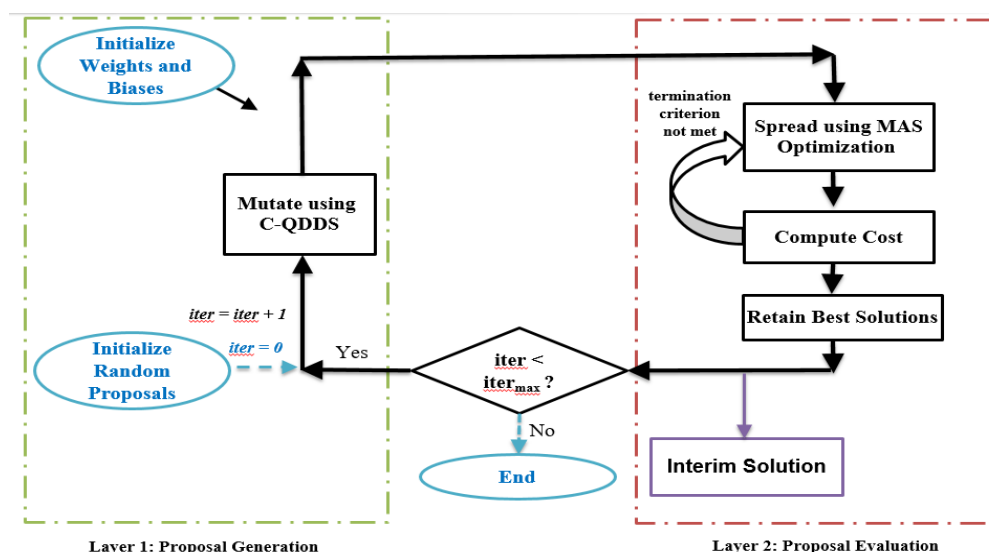 Initialize
Weights and
Biases
termination
criterion
not met
Spread using MAS
Optimization
Mutate using
C-QDDS
Compute Cost
iter = iter + 1
Retain Best Solutions
iter = 0
Initialize
Random
Proposals
Yes
iter <
itermax ?
No
End
Interim Solution
Layer 1: Proposal Generation
Layer 2: Proposal Evaluation